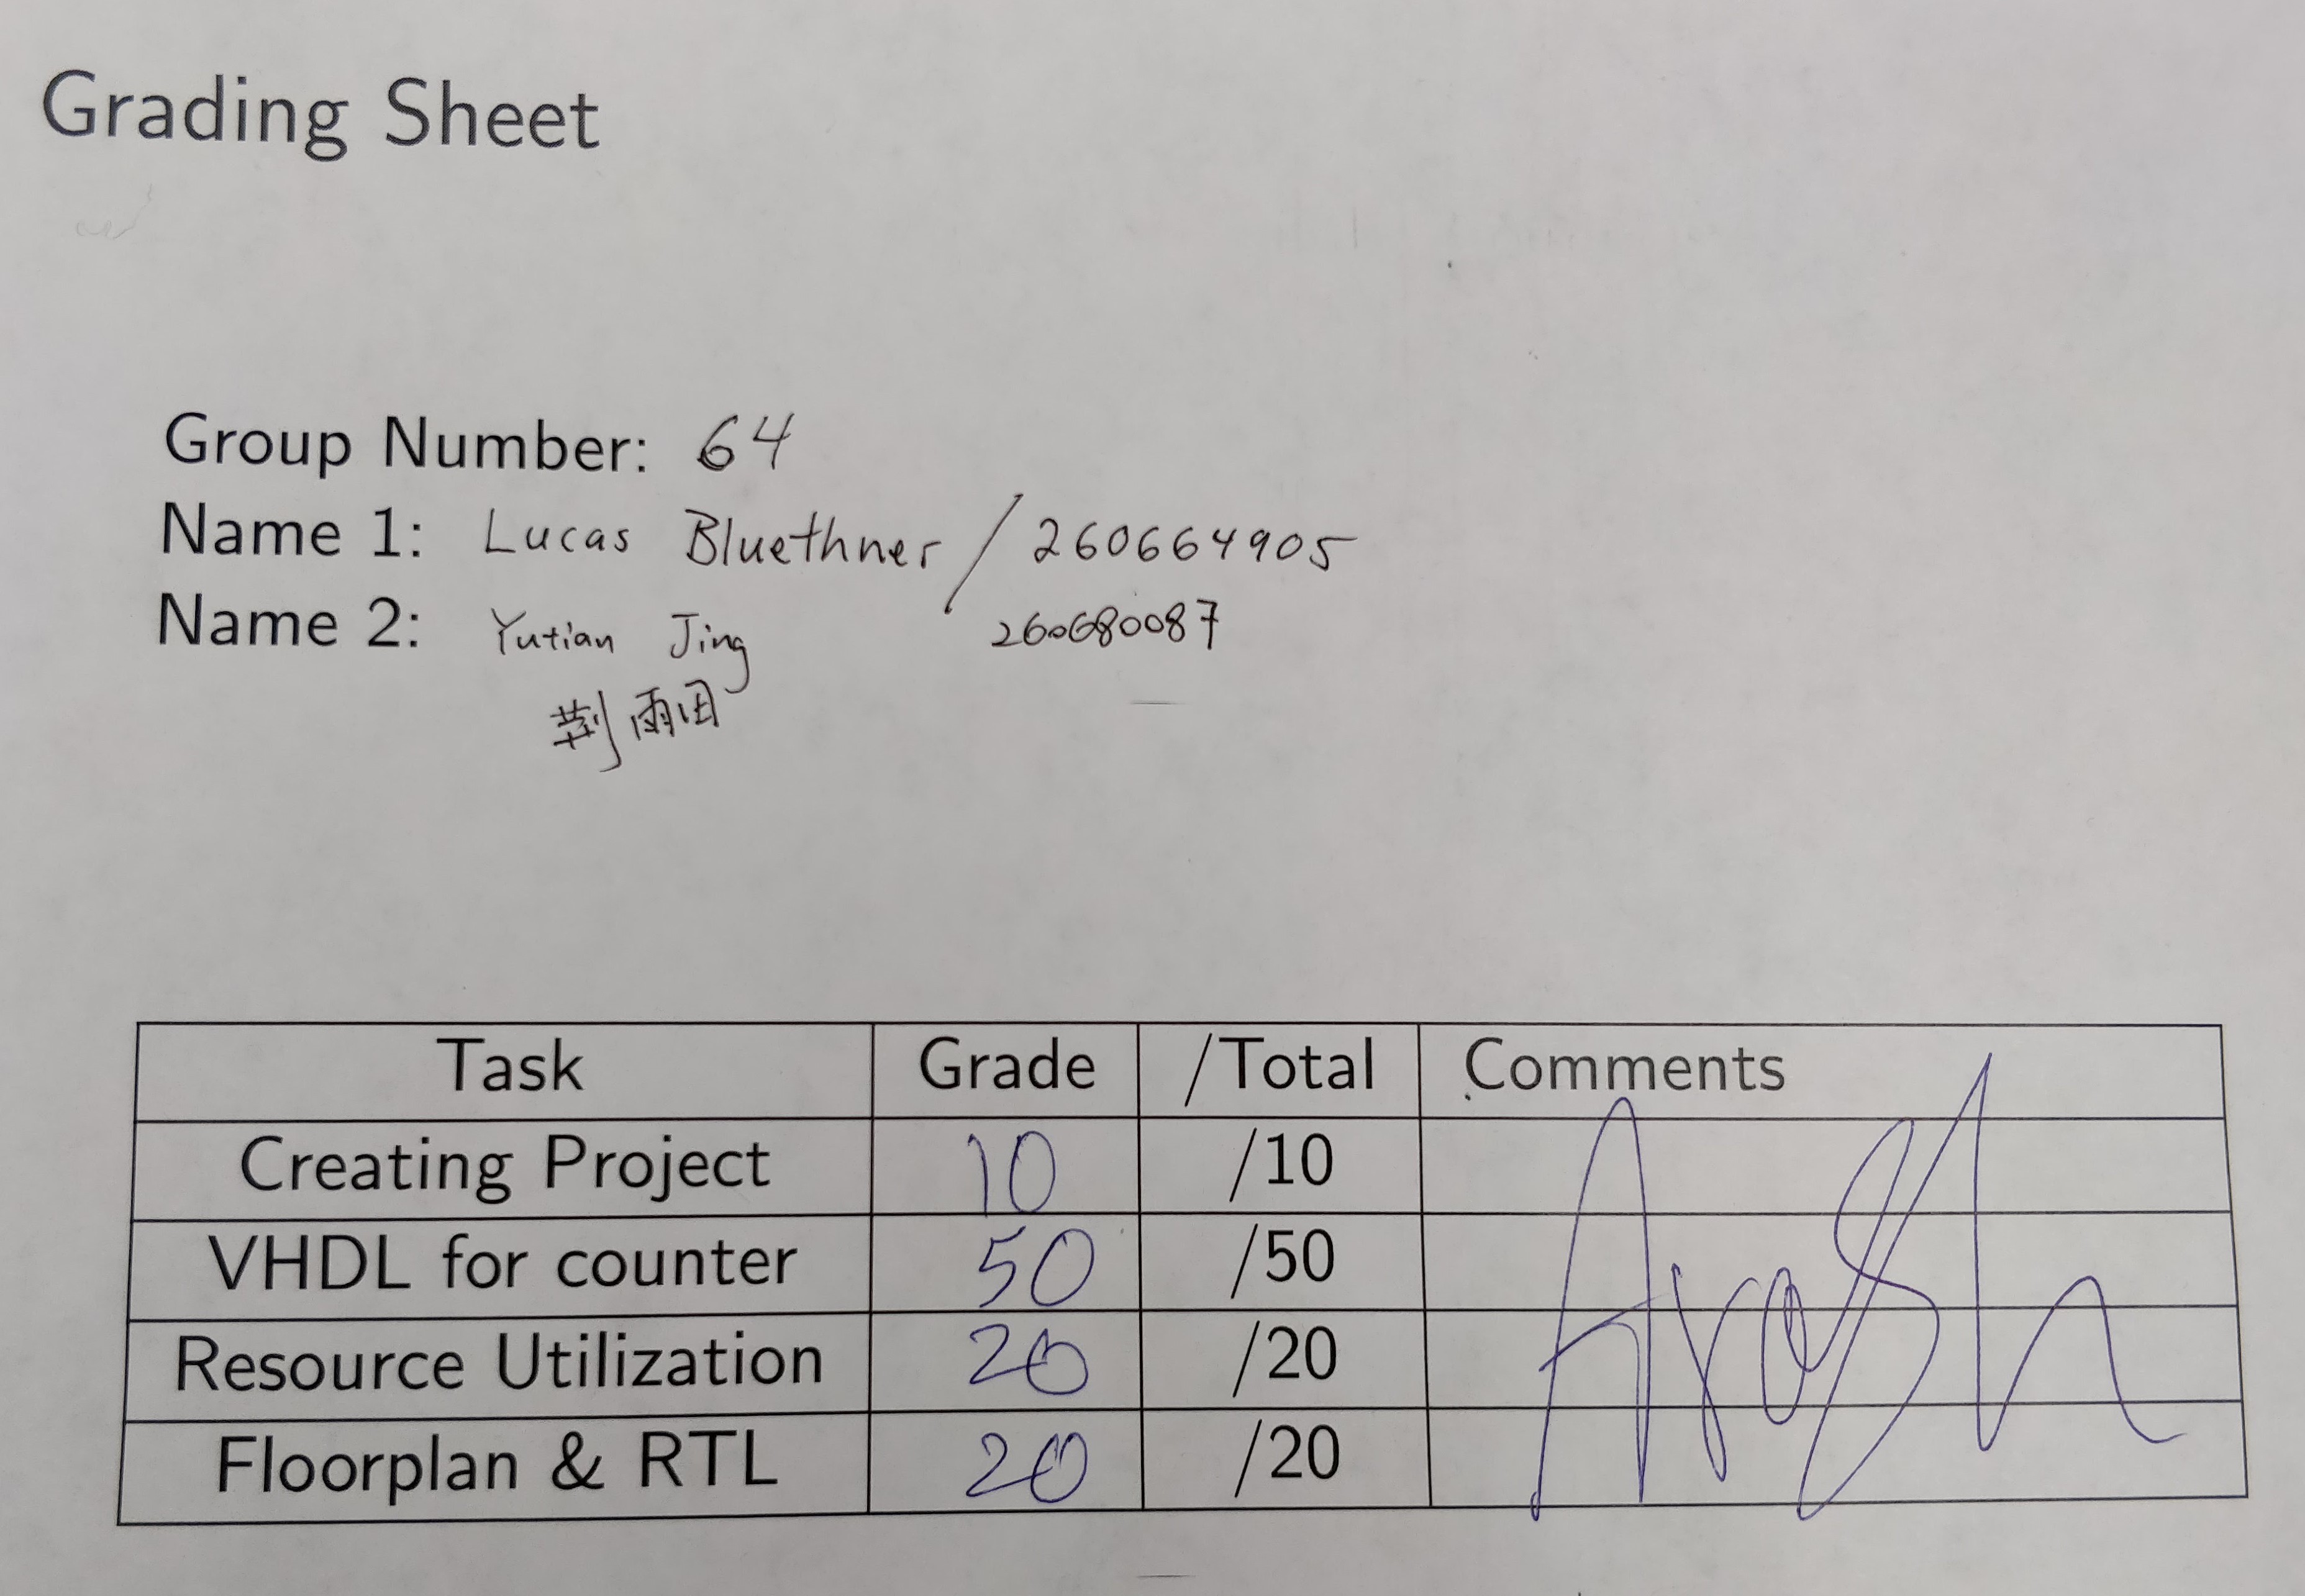 Grading Sheet
Group Number: 64
Name 1: Lucas Bluethner / 260664905
Name 2: Yutian Jing 260680087
荆雨田
Task Grade /Total Comments
Creating Project 10 /10
VHDL for counter 50 /50
Resource Utilization 20 /20
Floorplan & RTL 20 /20
Arash